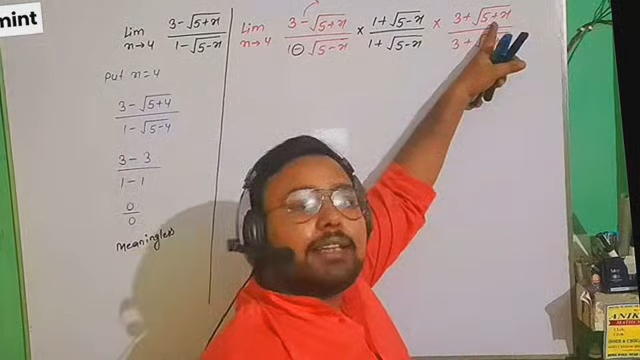 mint
Lim n→4 3-√5+x / 1-√5-x
Put x=4
3-√5+4 / 1-√5-4
3-3 / 1-1
0/0
Meaningless
Lim n→4 3-√5+x / 1-√5-x × 1+√5-x / 1+√5-x × 3+√5+x / 3+